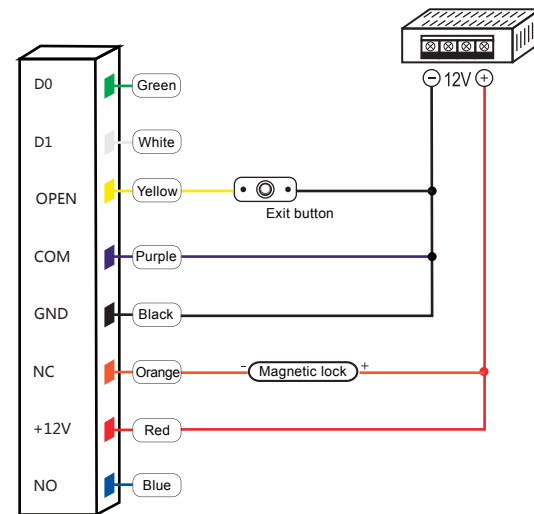 − 12V +
D0 Green
D1 White
OPEN Yellow
Exit button
COM Purple
GND Black
NC Orange - Magnetic lock +
+12V Red
NO Blue